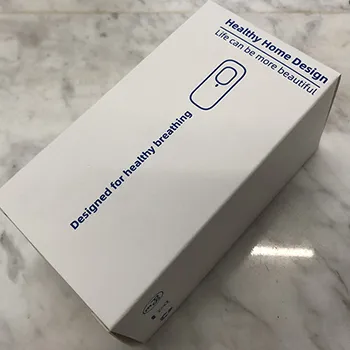 Healthy Home Design
Life can be more beautiful
Designed for healthy breathing